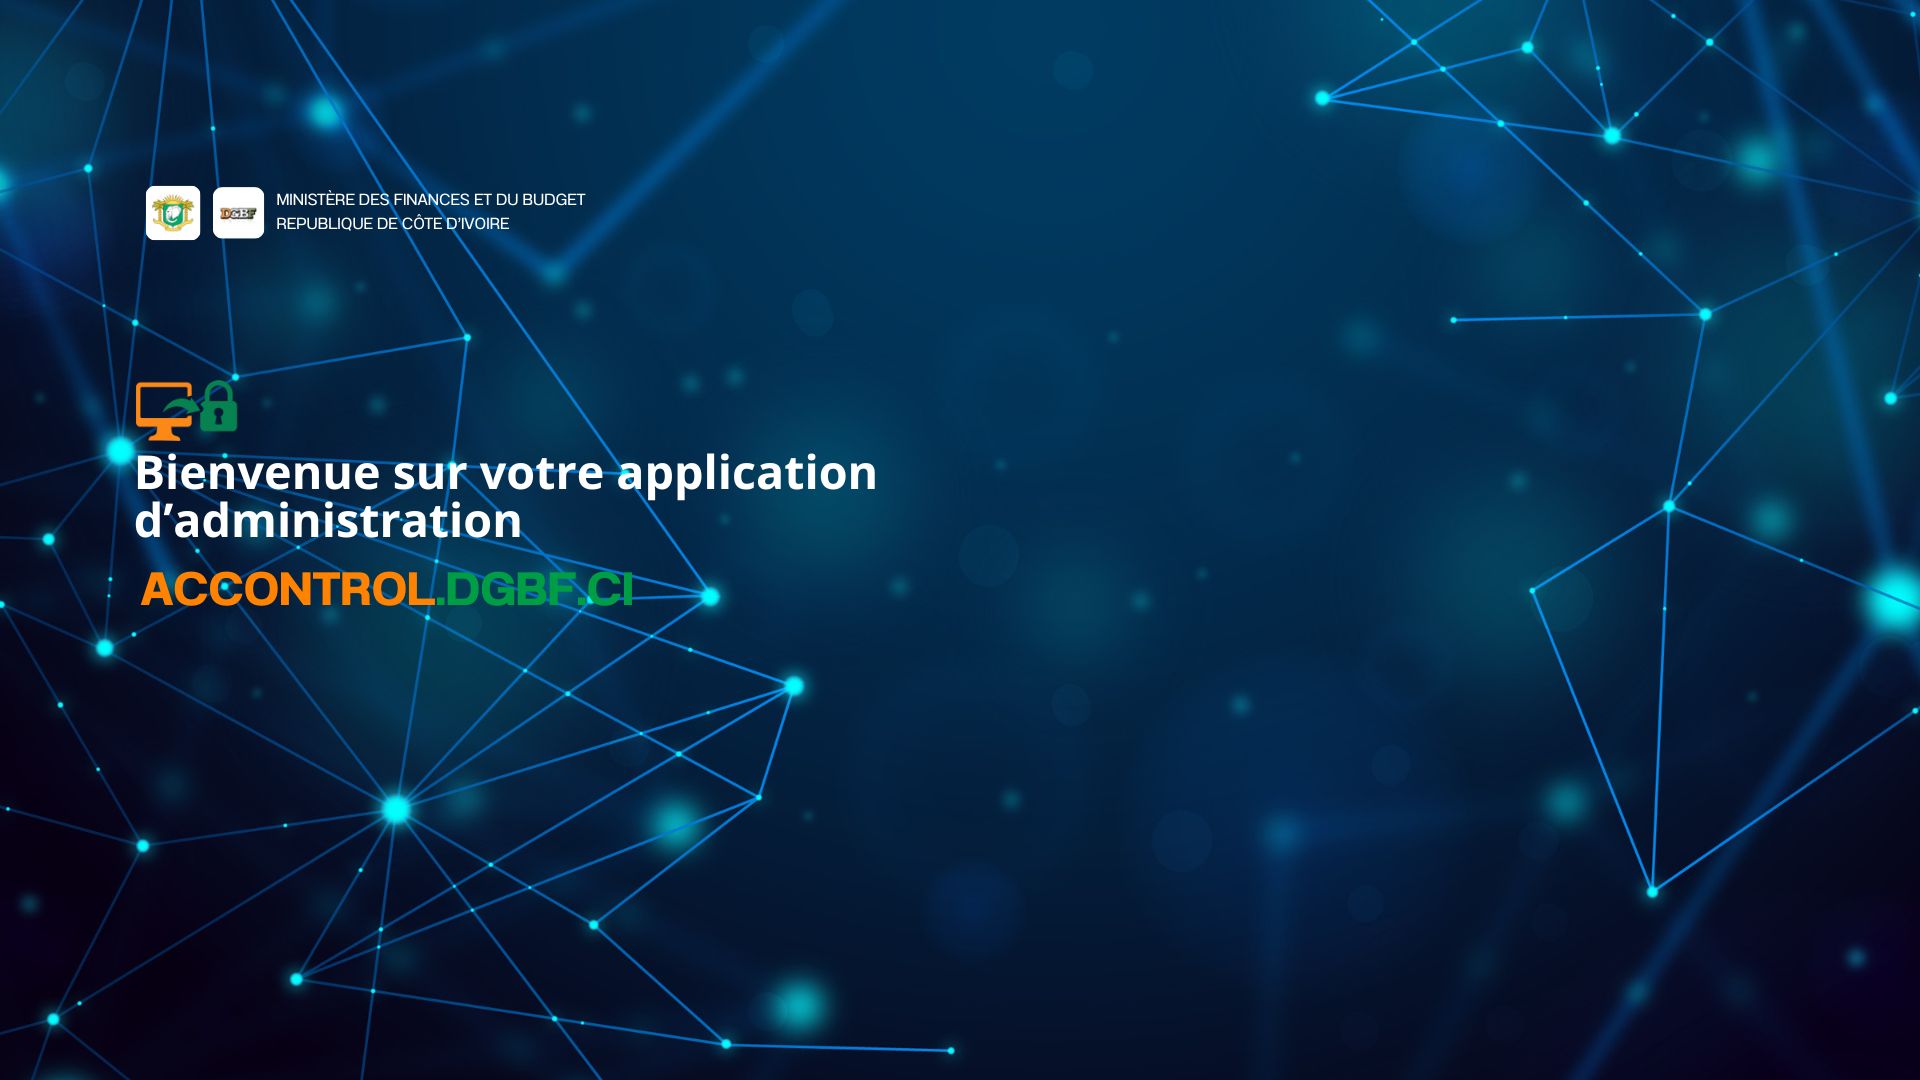 DGBF
MINISTÈRE DES FINANCES ET DU BUDGET
REPUBLIQUE DE CÔTE D’IVOIRE
Bienvenue sur votre application
d’administration
ACCONTROL.DGBF.CI